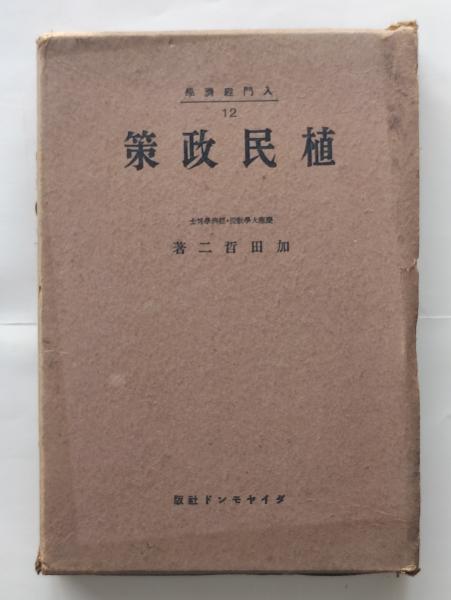 入門經濟學
12
植民政策
慶應大學敎授・經濟學博士
加田哲二著
ダイヤモンド社版